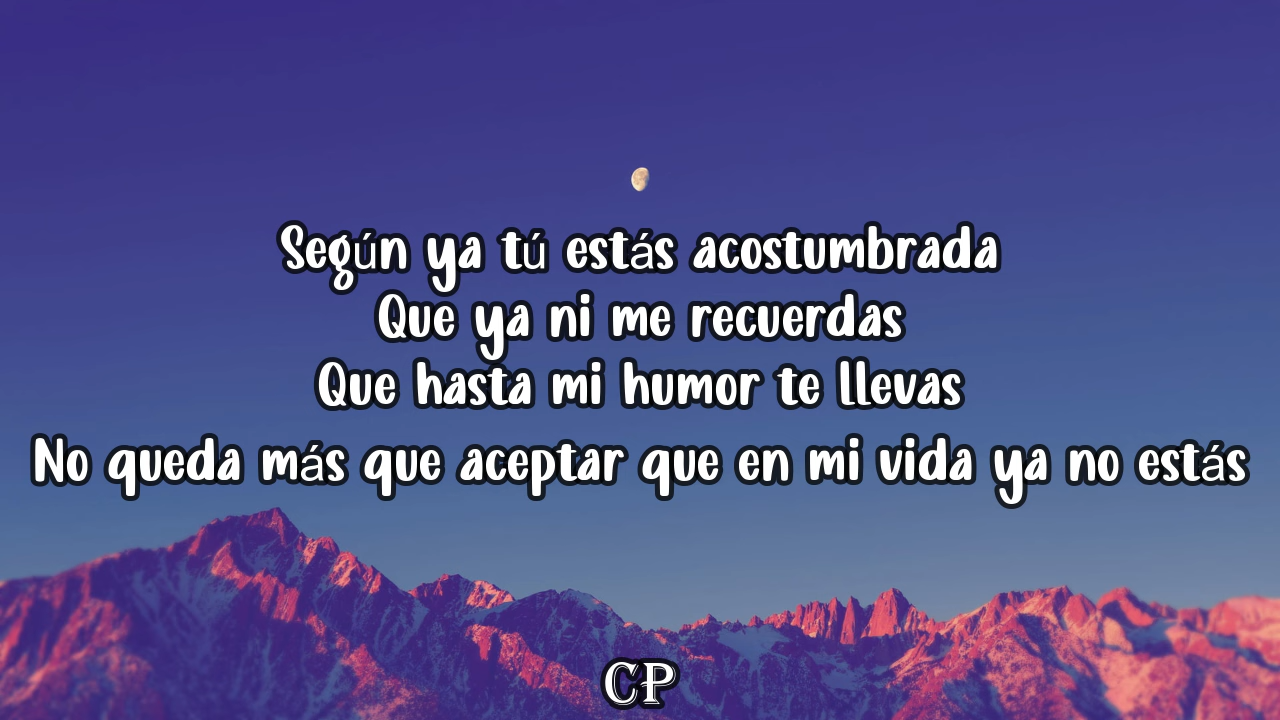 Según ya tú estás acostumbrada
Que ya ni me recuerdas
Que hasta mi humor te llevas
No queda más que aceptar que en mi vida ya no estás
CP